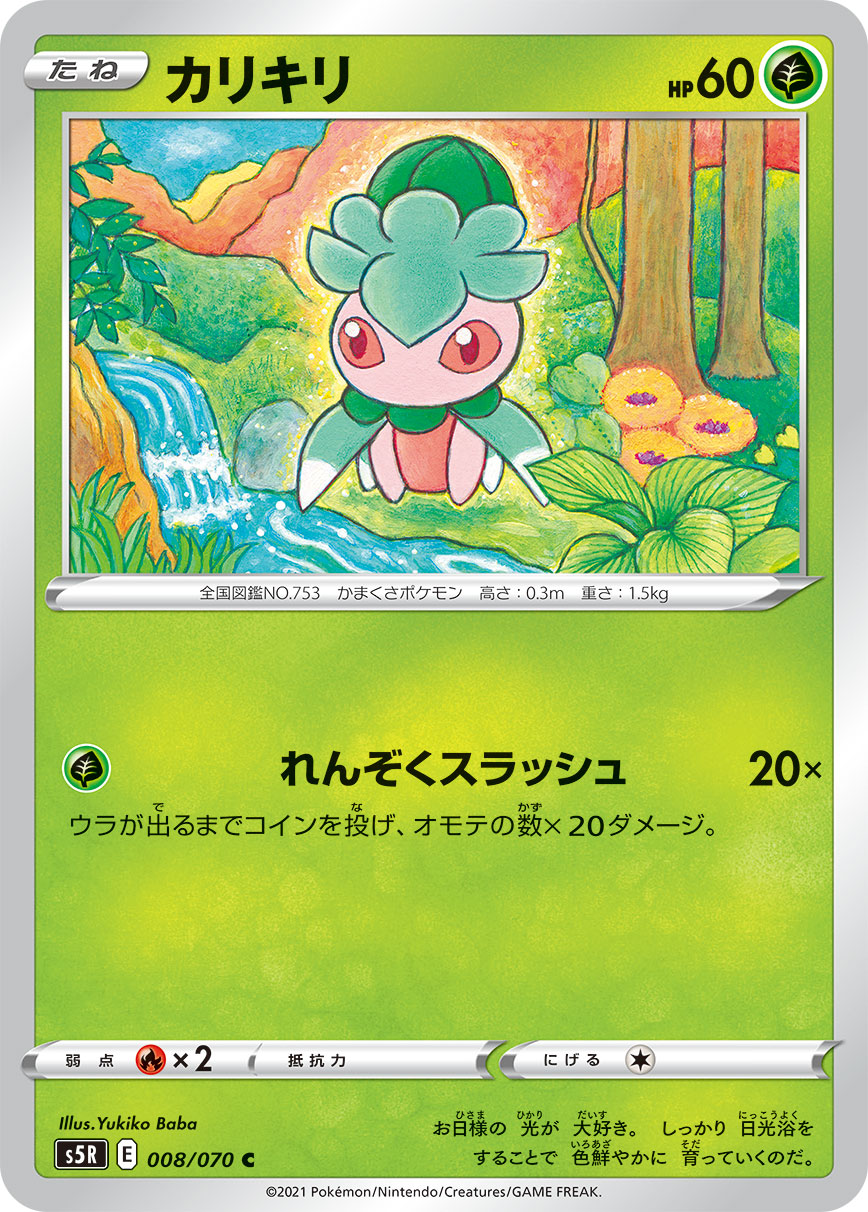 たね カリキリ HP60
全国図鑑NO.753 かまくさポケモン 高さ:0.3m 重さ:1.5kg
れんぞくスラッシュ 20×
ウラが出るまでコインを投げ、オモテの数×20ダメージ。
弱点 ×2 抵抗力 にげる
Illus.Yukiko Baba
お日様の 光が 大好き。 しっかり 日光浴を
することで 色鮮やかに 育っていくのだ。
s5R E 008/070 C
©2021 Pokémon/Nintendo/Creatures/GAME FREAK.